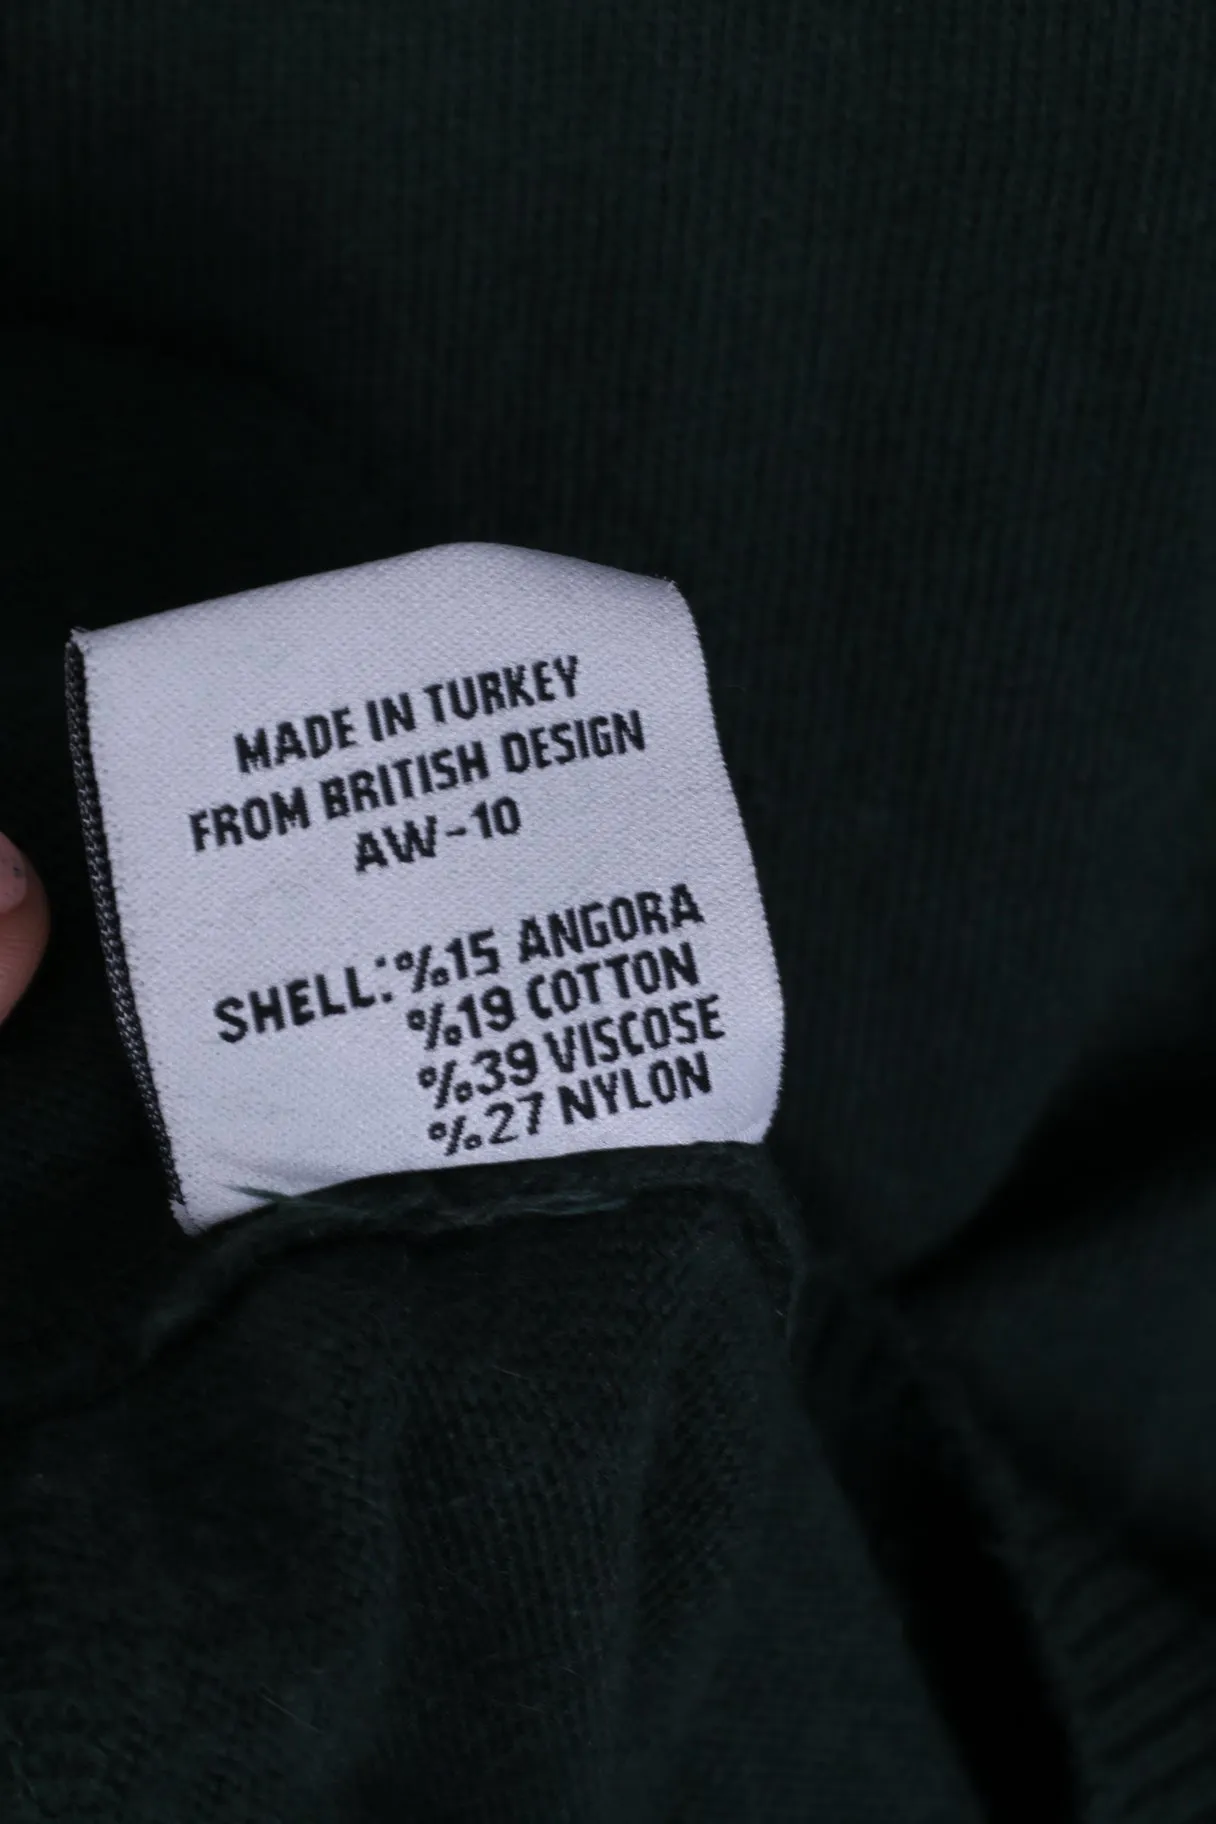 MADE IN TURKEY
FROM BRITISH DESIGN
AW-10
SHELL:%15 ANGORA
%19 COTTON
%39 VISCOSE
%27 NYLON